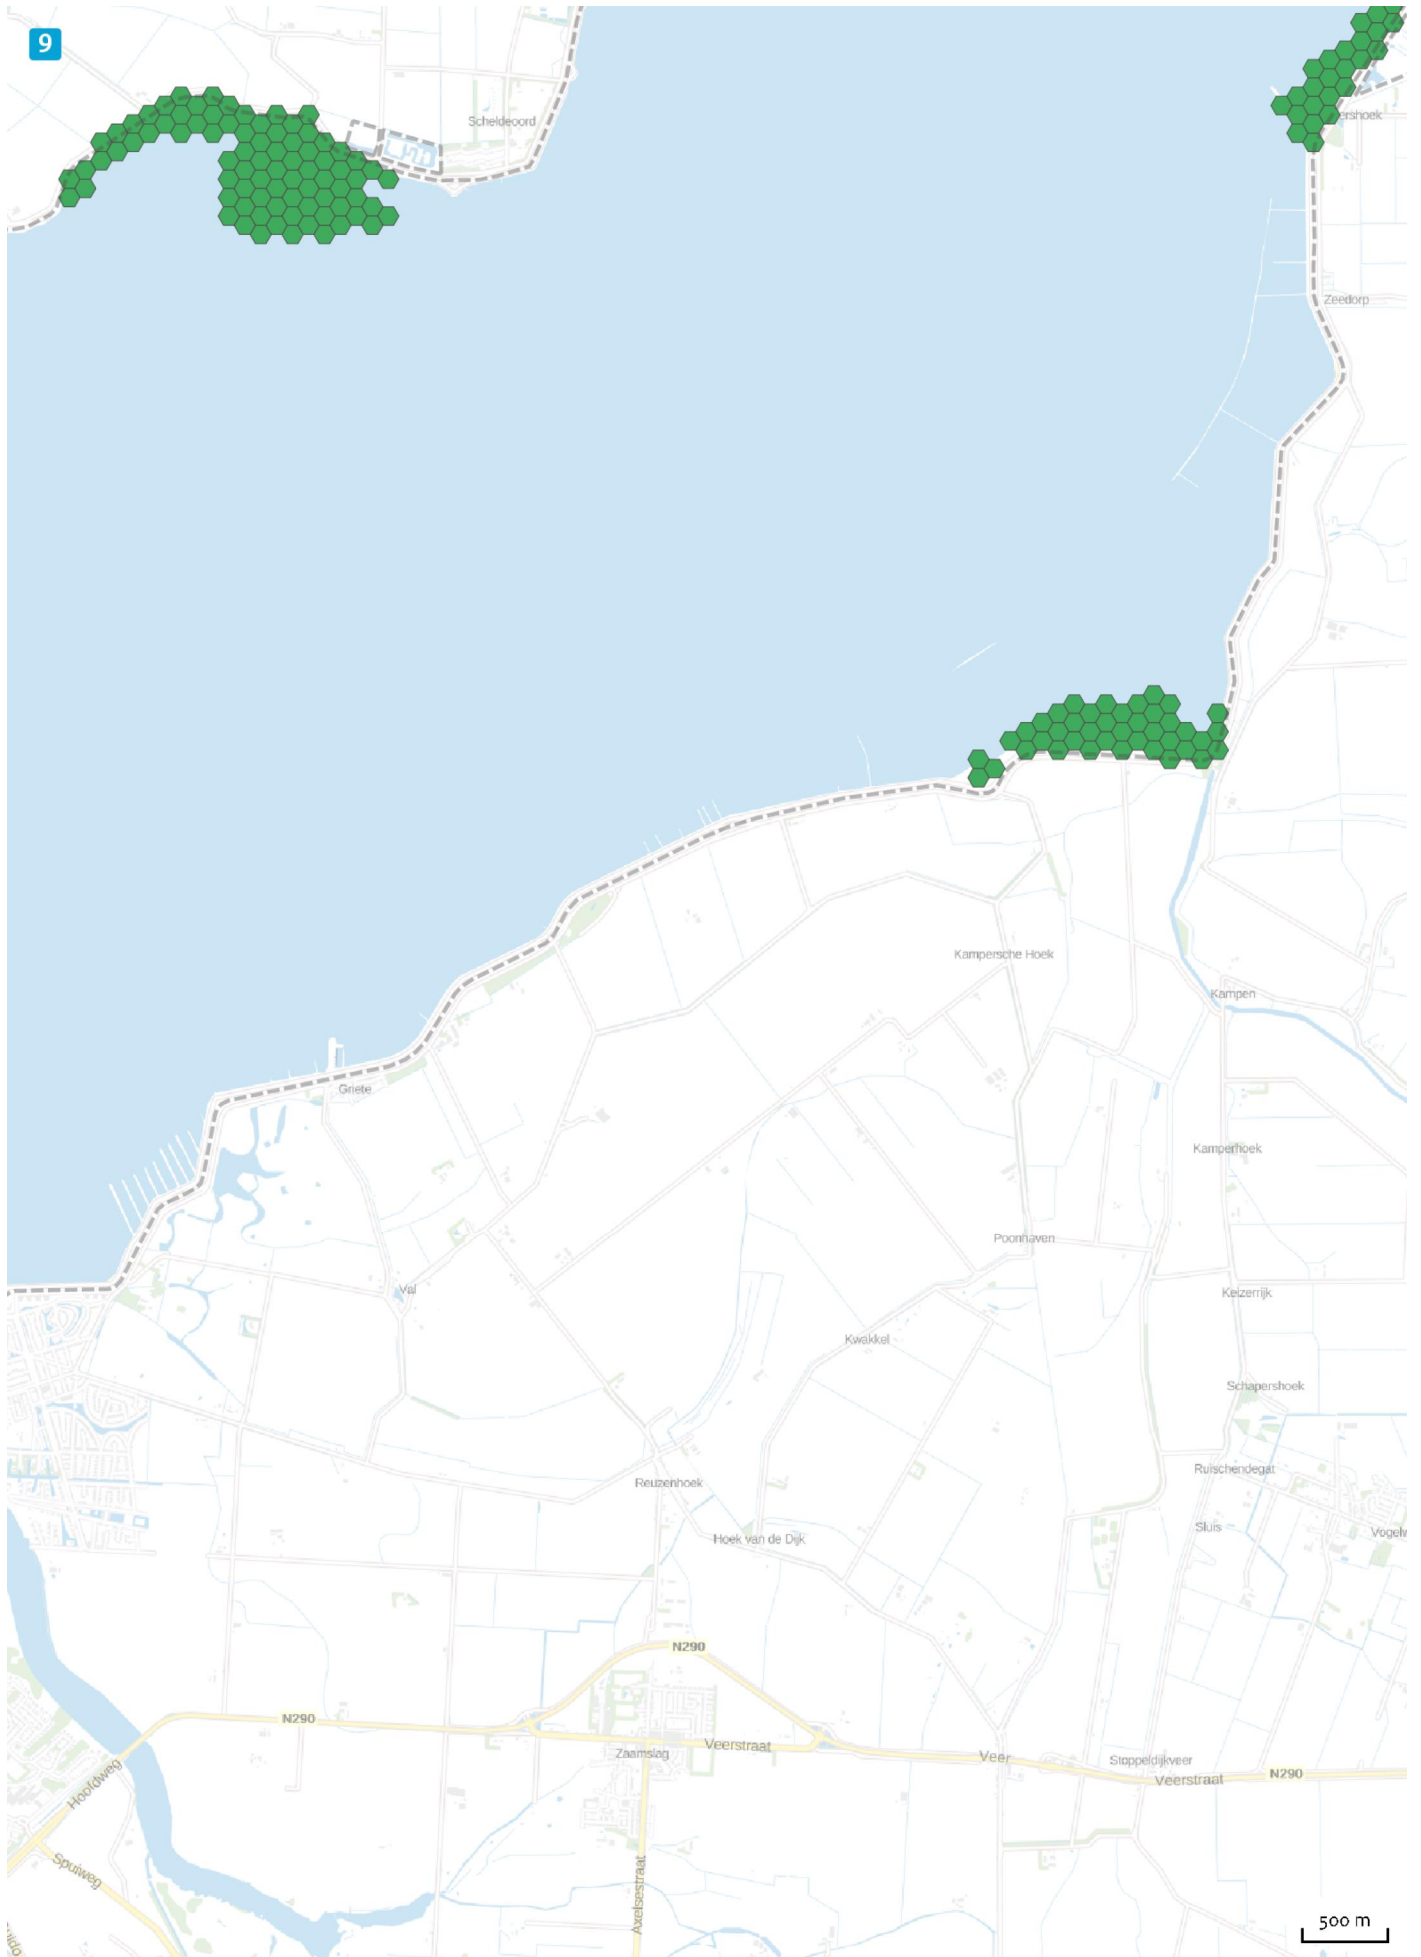 9
Scheldeoord
ershoek
Zeedorp
Kampersche Hoek
Kampen
Griete
Kamperhoek
Poonhaven
Val
Keizerrijk
Kwakkel
Schapershoek
Ruischendegat
Reuzenhoek
Sluis
Vogelw
Hoek van de Dijk
N290
N290
Zaamslag
Veerstraat
Veer
Stoppeldijkveer
Veerstraat
N290
Hoofdweg
Spuiweg
Axelsestraat
500 m